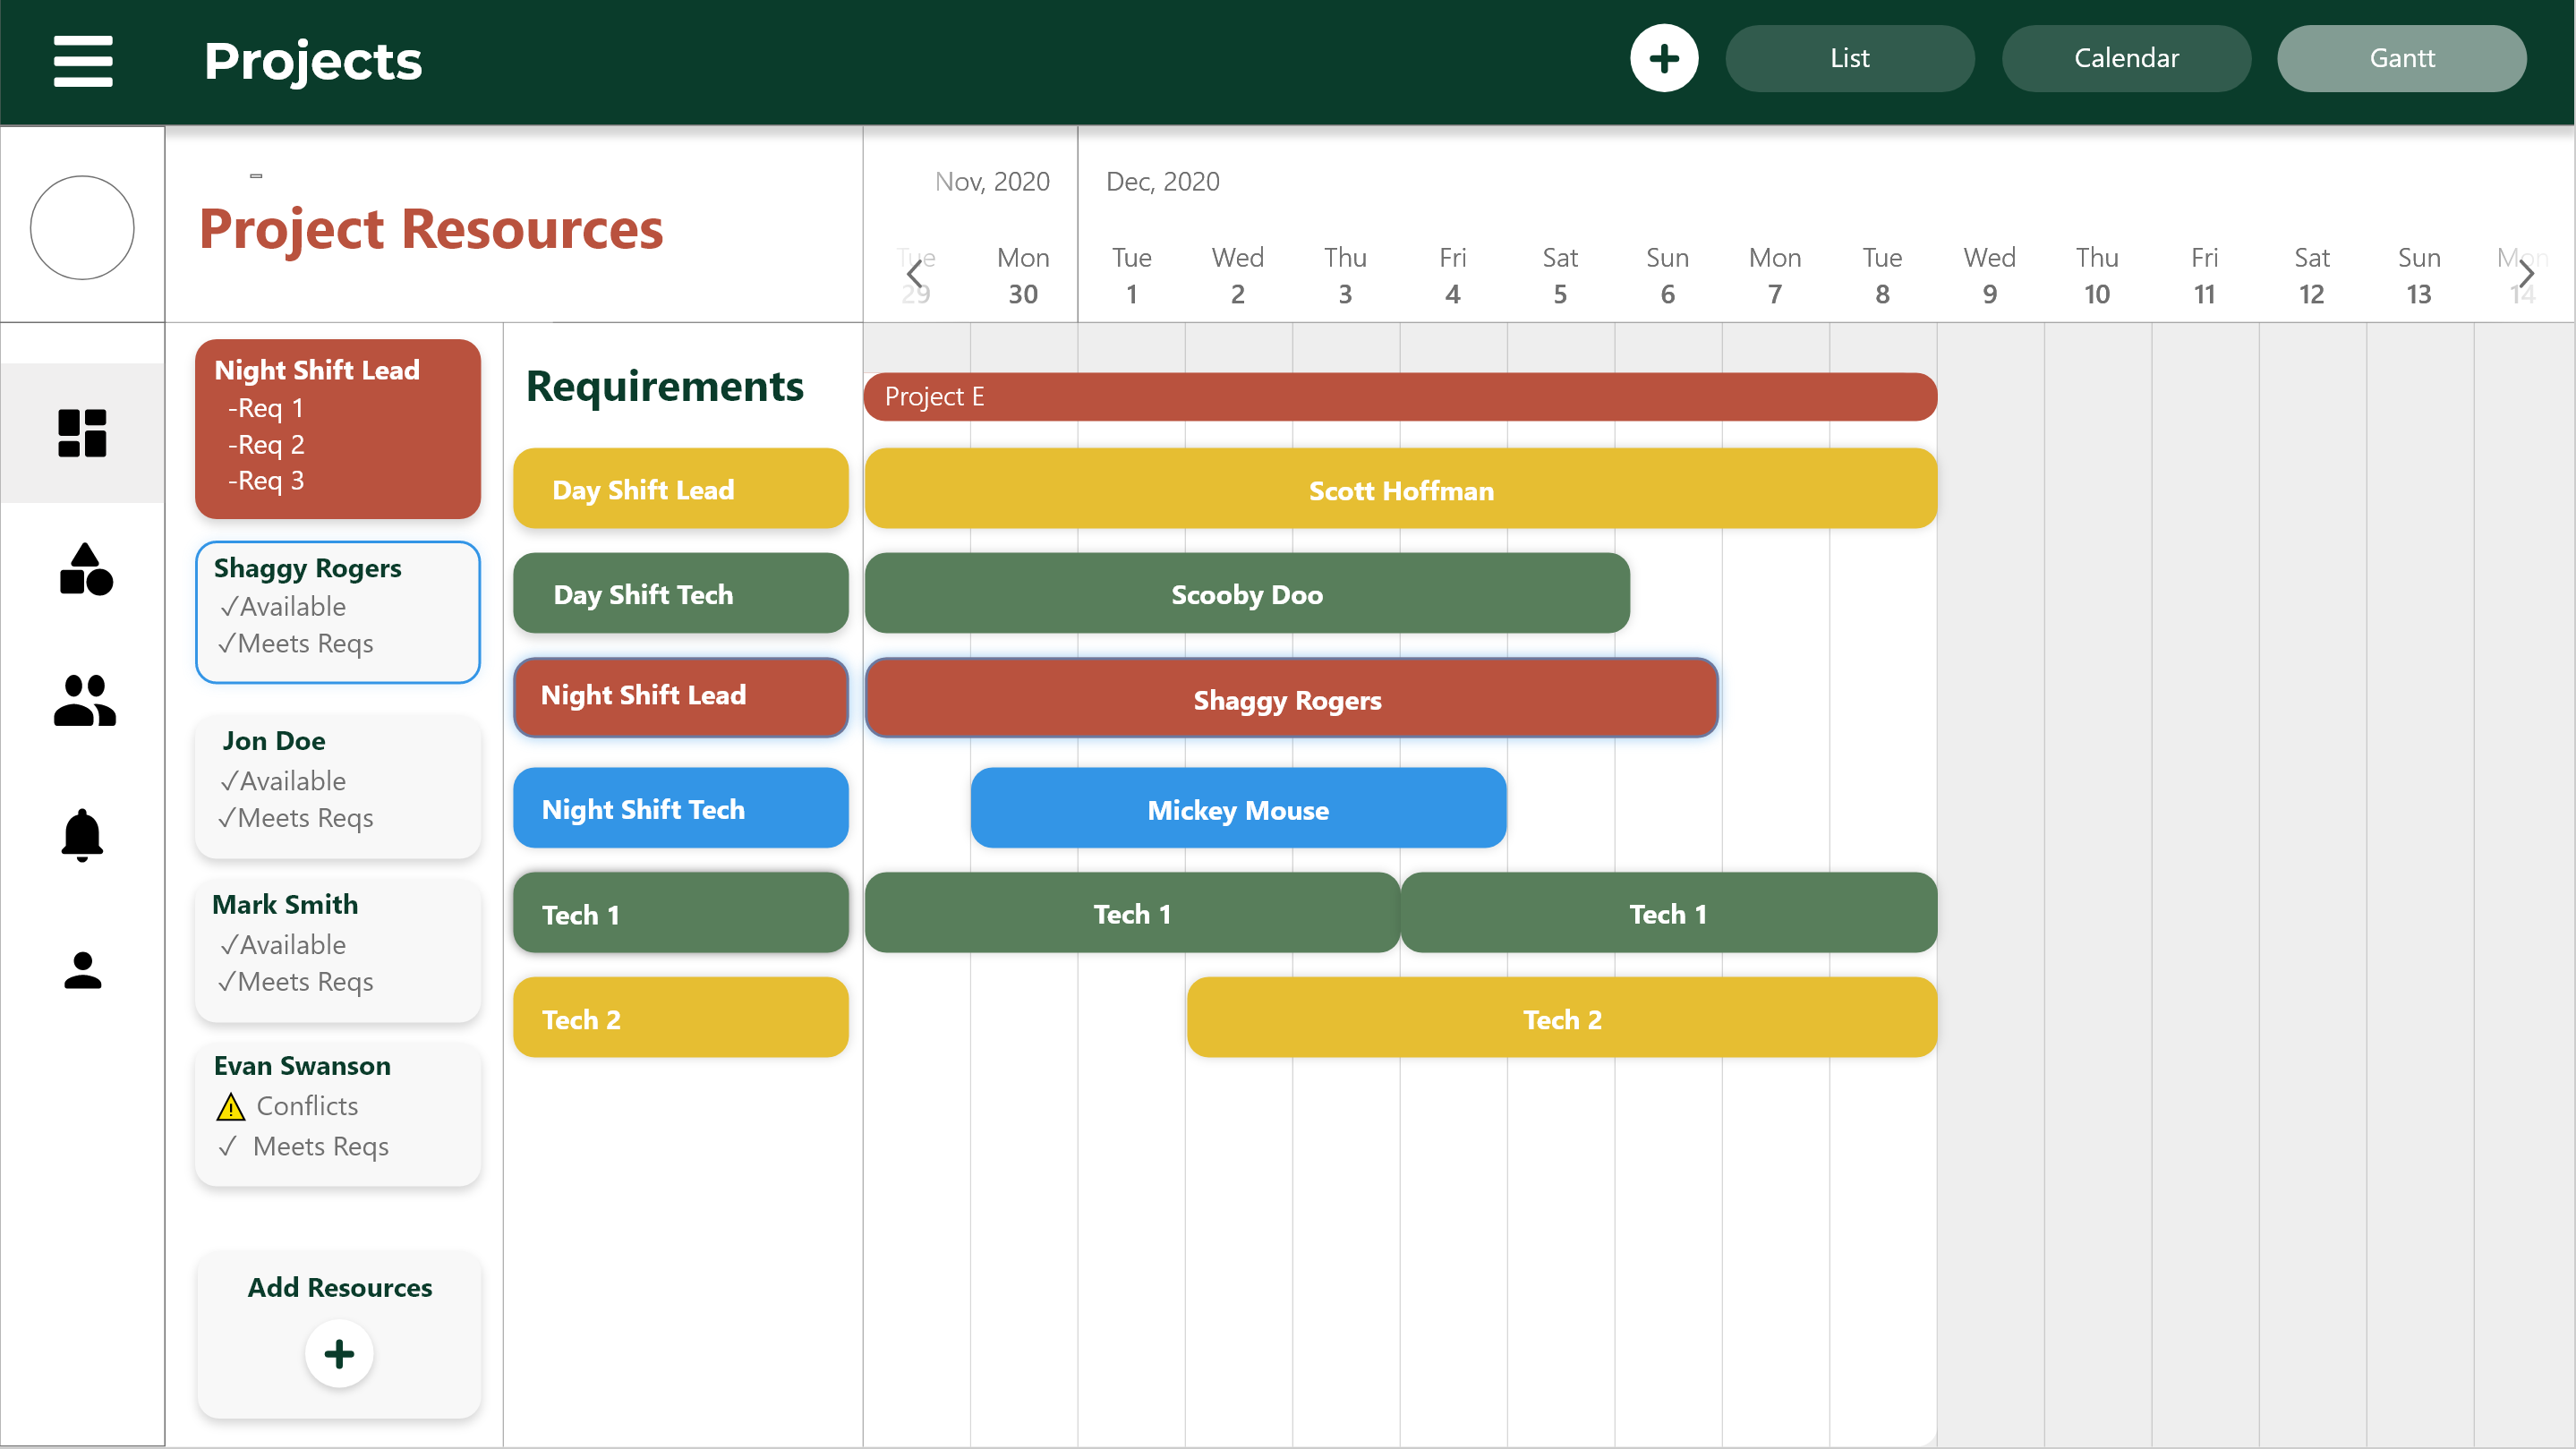 Projects
List
Calendar
Gantt
Project Resources
Nov, 2020
Dec, 2020
Tue
Mon
Tue
Wed
Thu
Fri
Sat
Sun
Mon
Tue
Wed
Thu
Fri
Sat
Sun
Mon
29
30
1
2
3
4
5
6
7
8
9
10
11
12
13
14
Night Shift Lead
-Req 1
-Req 2
-Req 3
Shaggy Rogers
✓Available
✓Meets Reqs
Jon Doe
✓Available
✓Meets Reqs
Mark Smith
✓Available
✓Meets Reqs
Evan Swanson
Conflicts
✓ Meets Reqs
Add Resources
Requirements
Project E
Day Shift Lead
Scott Hoffman
Day Shift Tech
Scooby Doo
Night Shift Lead
Shaggy Rogers
Night Shift Tech
Mickey Mouse
Tech 1
Tech 1
Tech 1
Tech 2
Tech 2